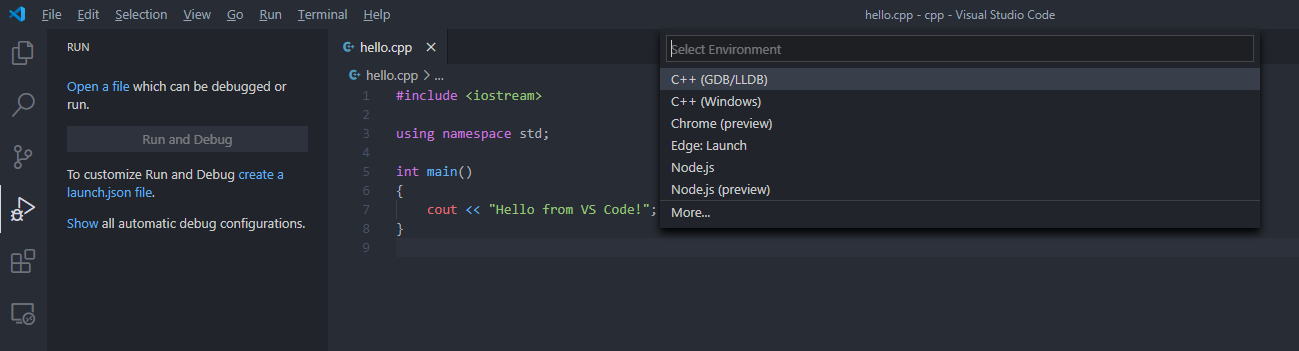 File Edit Selection View Go Run Terminal Help hello.cpp - cpp - Visual Studio Code
RUN
Open a file which can be debugged or
run.
Run and Debug
To customize Run and Debug create a
launch.json file.
Show all automatic debug configurations.
hello.cpp
hello.cpp > ...
1 #include <iostream>
2
3 using namespace std;
4
5 int main()
6 {
7 cout << "Hello from VS Code!";
8 }
9
Select Environment
C++ (GDB/LLDB)
C++ (Windows)
Chrome (preview)
Edge: Launch
Node.js
Node.js (preview)
More...